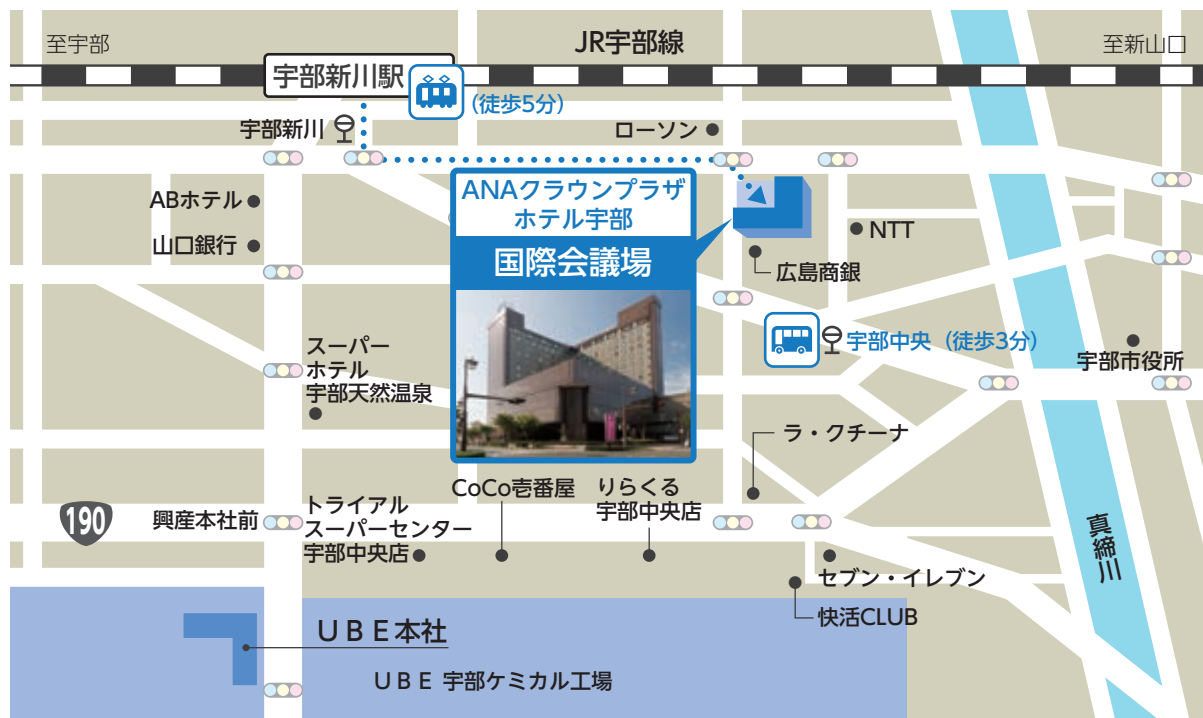 至宇部
JR宇部線
至新山口
宇部新川駅
(徒歩5分)
宇部新川
ローソン
ABホテル
山口銀行
ANAクラウンプラザ
ホテル宇部
国際会議場
NTT
広島商銀
宇部中央（徒歩3分）
宇部市役所
スーパー
ホテル
宇部天然温泉
ラ・クチーナ
CoCo壱番屋
りらくる
宇部中央店
190
興産本社前
トライアル
スーパーセンター
宇部中央店
真締川
セブン・イレブン
快活CLUB
ＵＢＥ本社
ＵＢＥ 宇部ケミカル工場